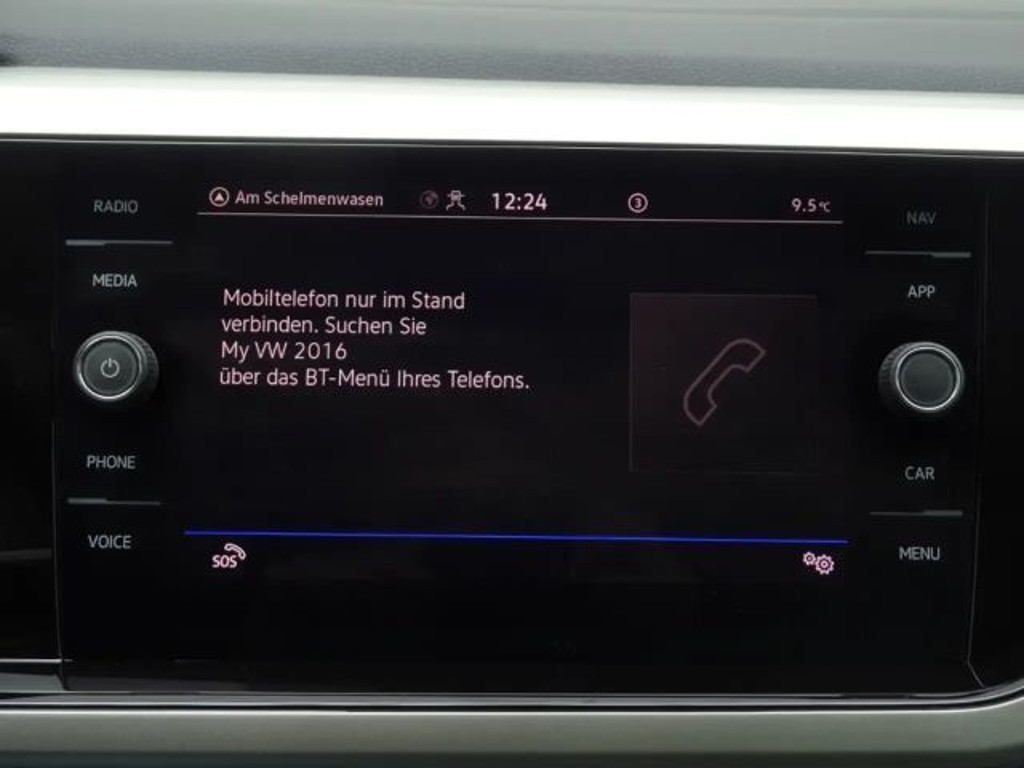 RADIO
MEDIA
PHONE
VOICE
Am Schelmenwasen 12:24 3 9.5°C
Mobiltelefon nur im Stand
verbinden. Suchen Sie
My VW 2016
über das BT-Menü Ihres Telefons.
SOS
NAV
APP
CAR
MENU